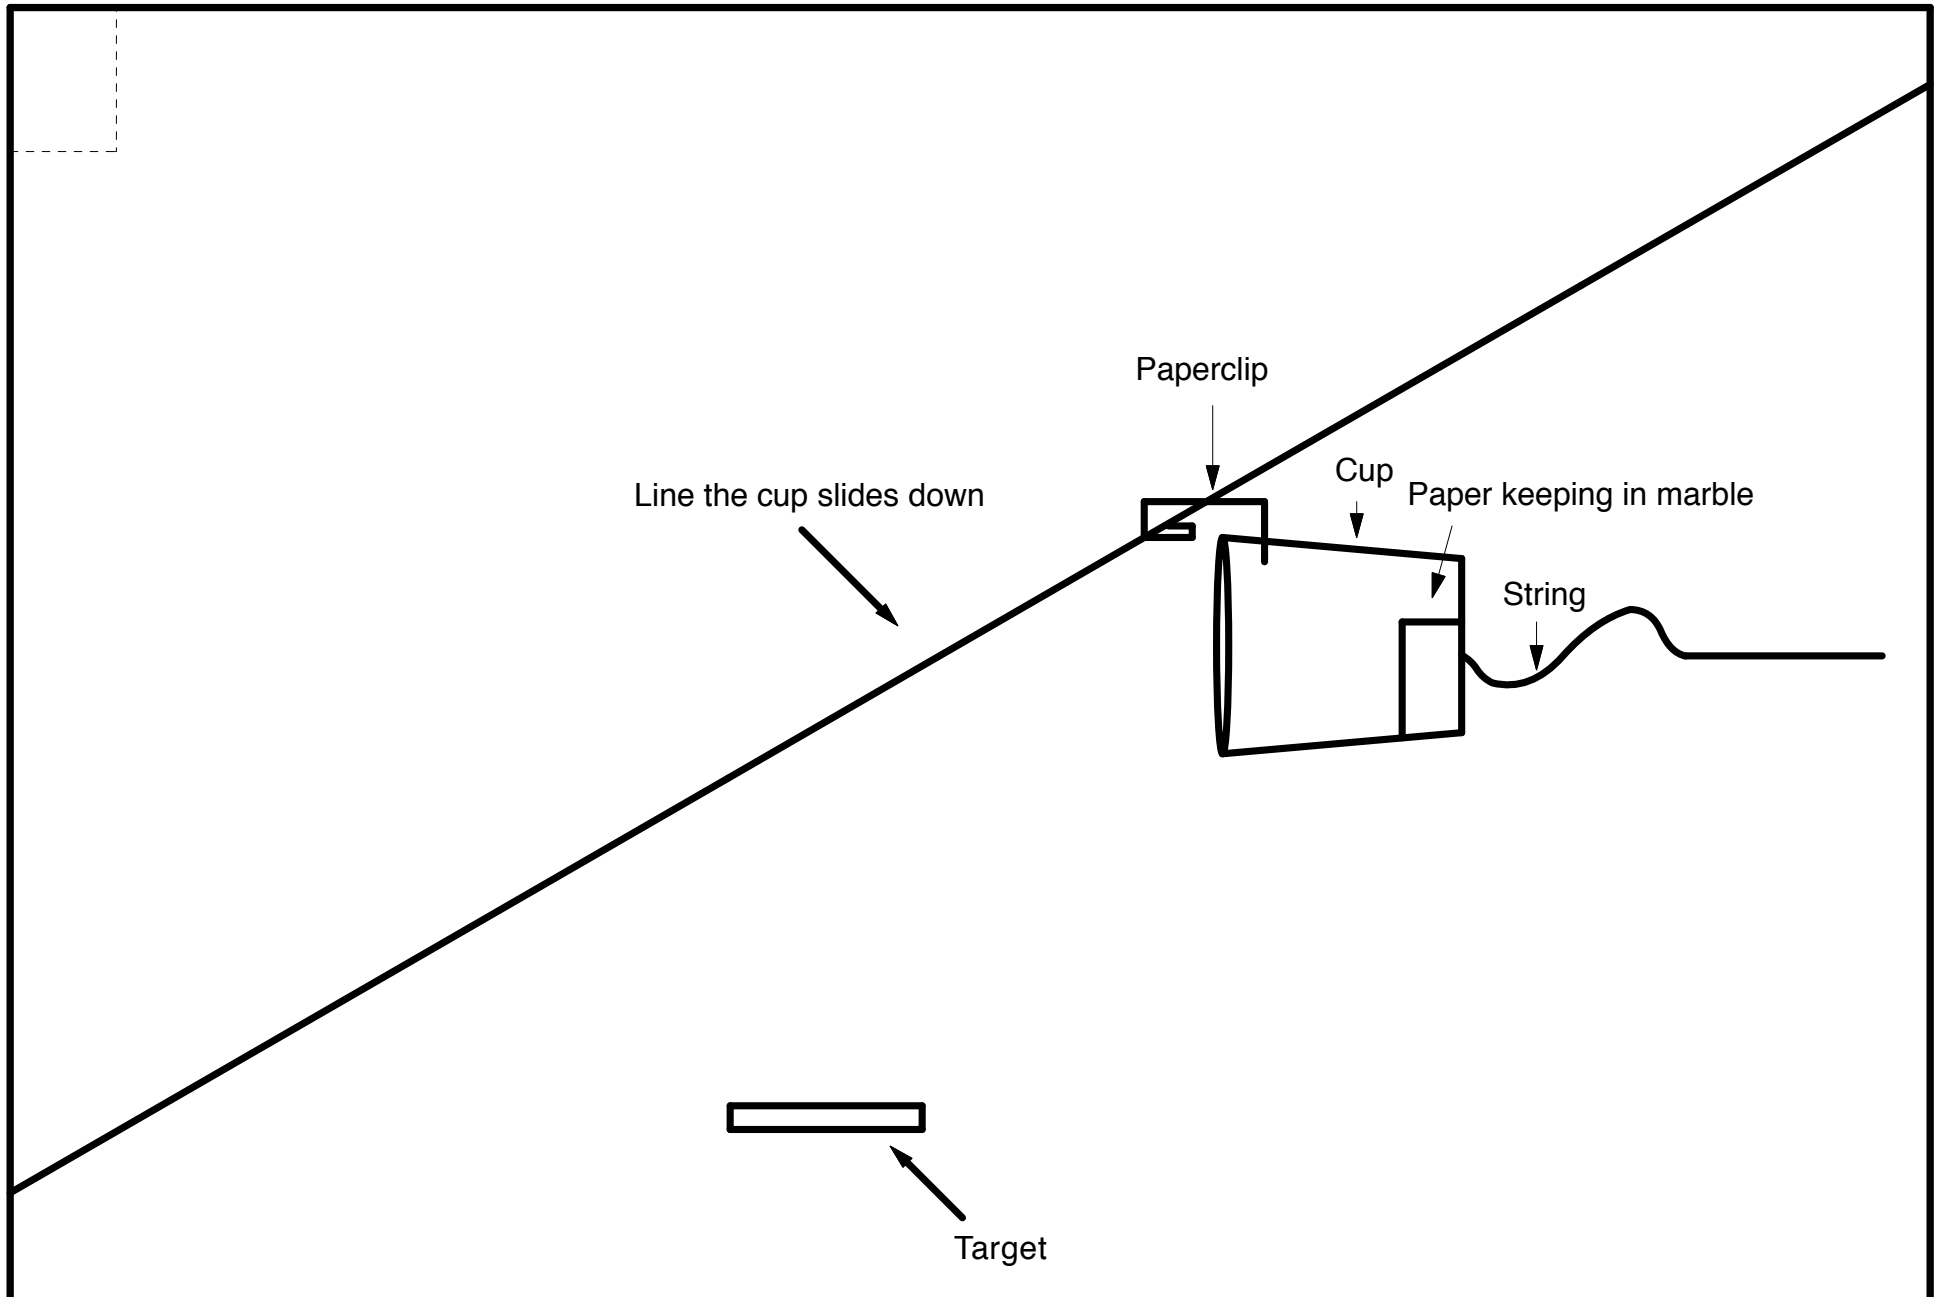 Paperclip
Cup
Line the cup slides down
Paper keeping in marble
String
Target